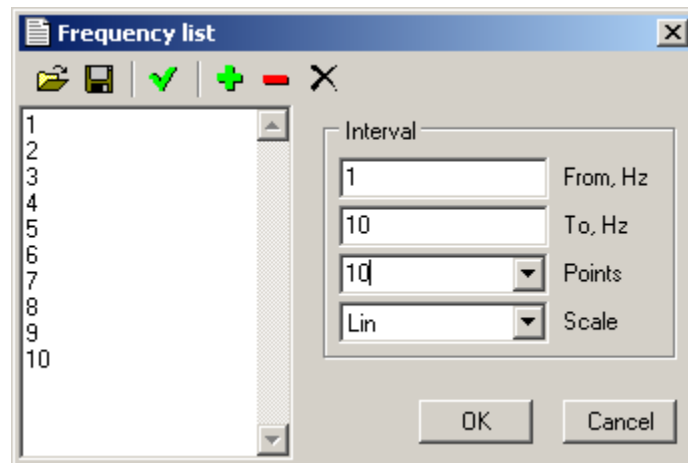 Frequency list
1
2
3
4
5
6
7
8
9
10
Interval
1 From, Hz
10 To, Hz
10 Points
Lin Scale
OK Cancel